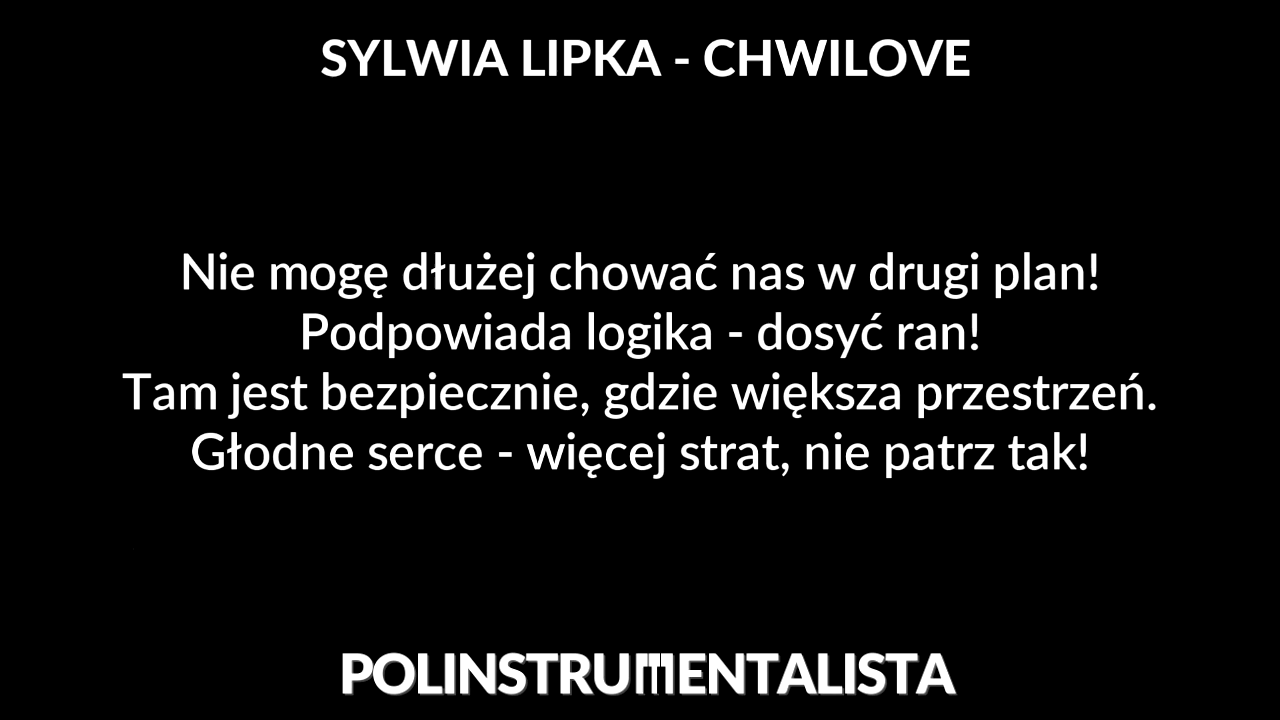 SYLWIA LIPKA - CHWILOVE
Nie mogę dłużej chować nas w drugi plan!
Podpowiada logika - dosyć ran!
Tam jest bezpiecznie, gdzie większa przestrzeń.
Głodne serce - więcej strat, nie patrz tak!
POLINSTRUMENTALISTA